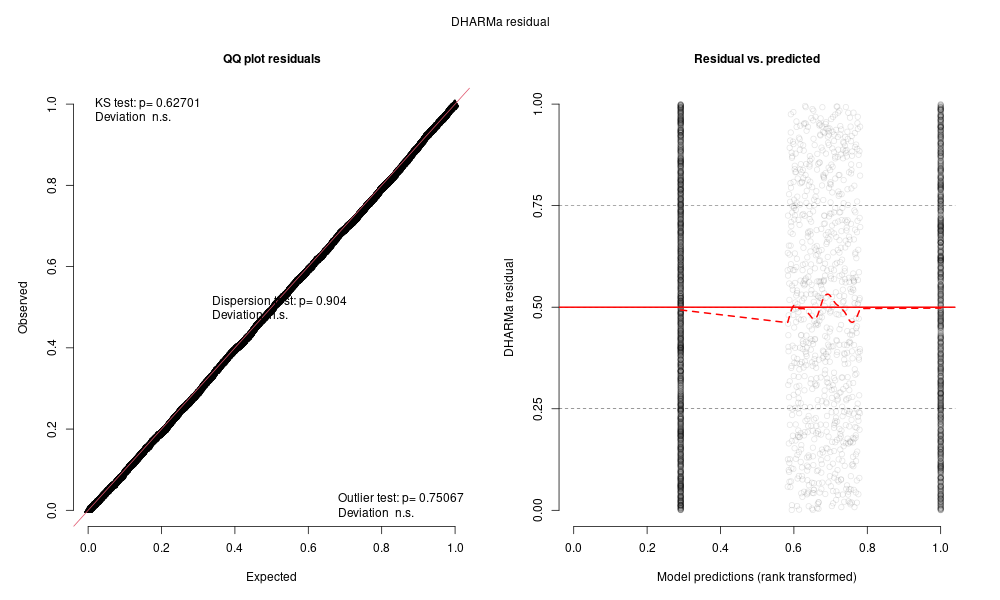 DHARMa residual
QQ plot residuals
KS test: p= 0.62701
Deviation n.s.
Dispersion test: p= 0.904
Deviation n.s.
Outlier test: p= 0.75067
Deviation n.s.
Observed
0.0 0.2 0.4 0.6 0.8 1.0
0.0 0.2 0.4 0.6 0.8 1.0
Expected
Residual vs. predicted
DHARMa residual
0.00 0.25 0.50 0.75 1.00
0.0 0.2 0.4 0.6 0.8 1.0
Model predictions (rank transformed)